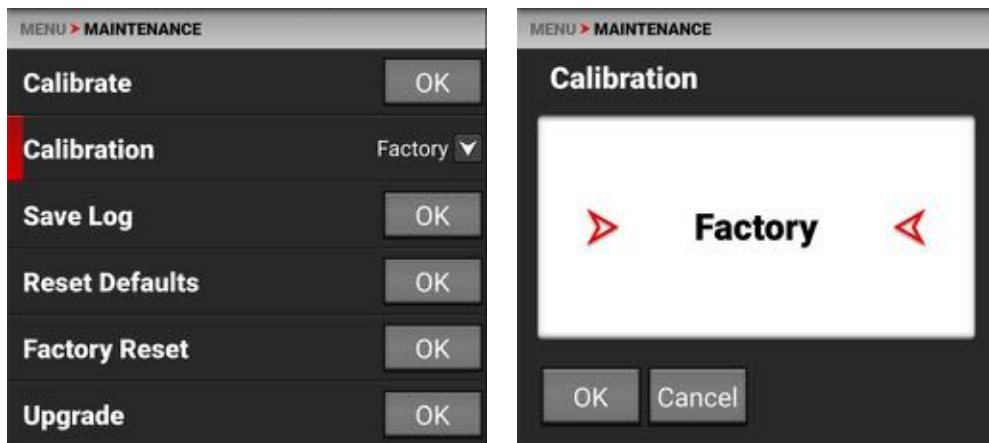 MENU > MAINTENANCE
Calibrate OK
Calibration Factory
Save Log OK
Reset Defaults OK
Factory Reset OK
Upgrade OK
MENU > MAINTENANCE
Calibration
Factory
OK Cancel